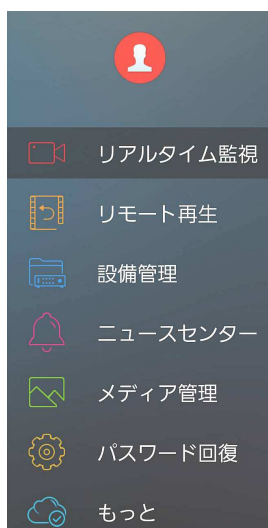 リアルタイム監視
リモート再生
設備管理
ニュースセンター
メディア管理
パスワード回復
もっと